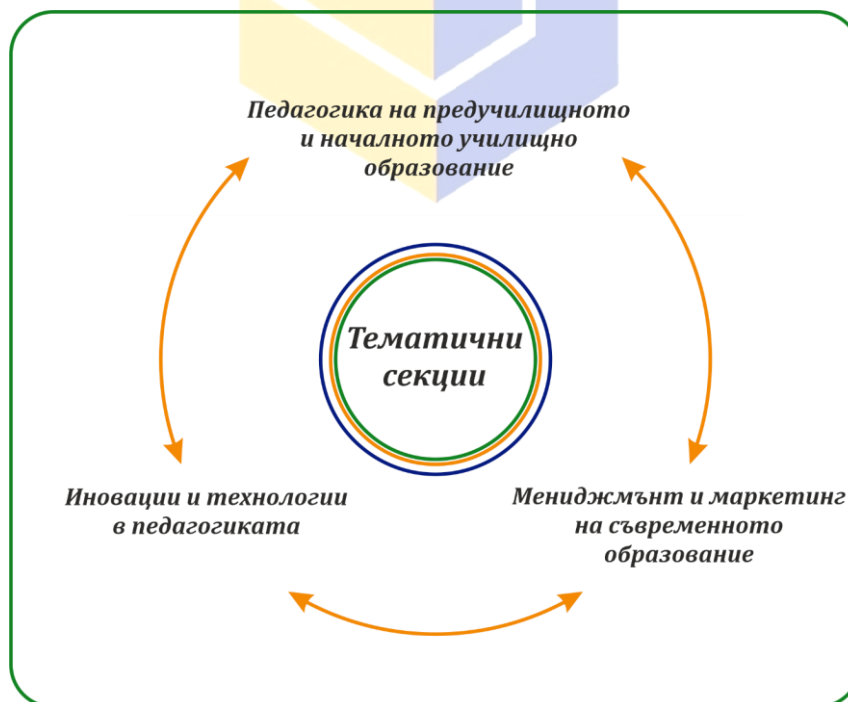 Педагогика на предучилищното
и началното училищно
образование
Тематични
секции
Иновации и технологии
в педагогиката
Мениджмънт и маркетинг
на съвременното
образование